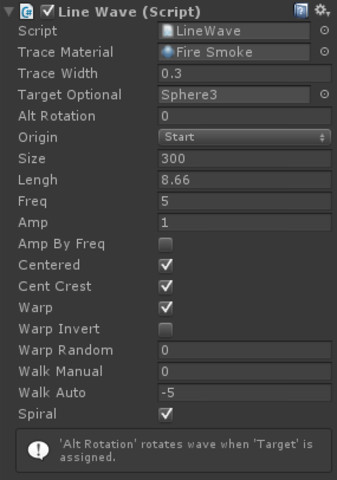 Line Wave (Script)
Script LineWave
Trace Material Fire Smoke
Trace Width 0.3
Target Optional Sphere3
Alt Rotation 0
Origin Start
Size 300
Lengh 8.66
Freq 5
Amp 1
Amp By Freq
Centered
Cent Crest
Warp
Warp Invert
Warp Random 0
Walk Manual 0
Walk Auto -5
Spiral
'Alt Rotation' rotates wave when 'Target' is
assigned.